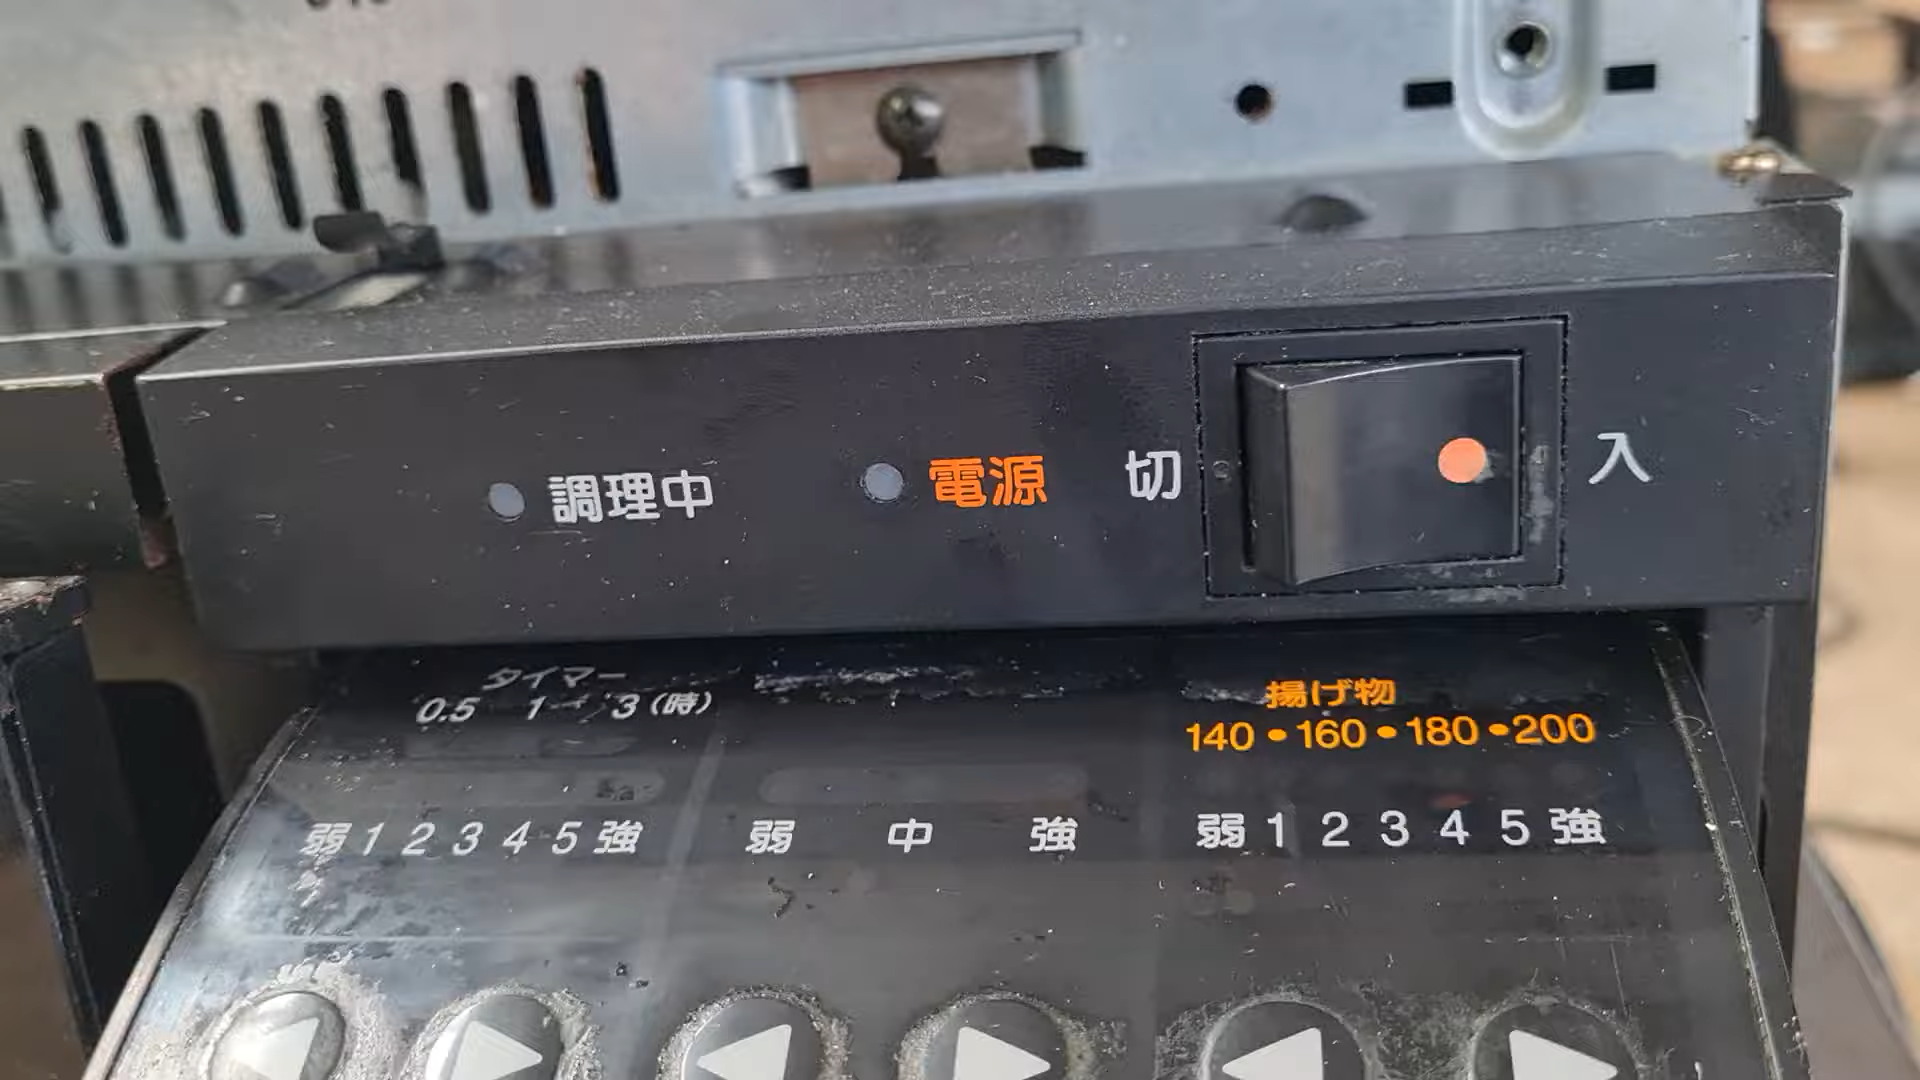 調理中 電源 切 入
タイマー
0.5 1 3(時)
揚げ物
140•160•180•200
弱 1 2 3 4 5 強
弱 中 強
弱 1 2 3 4 5 強